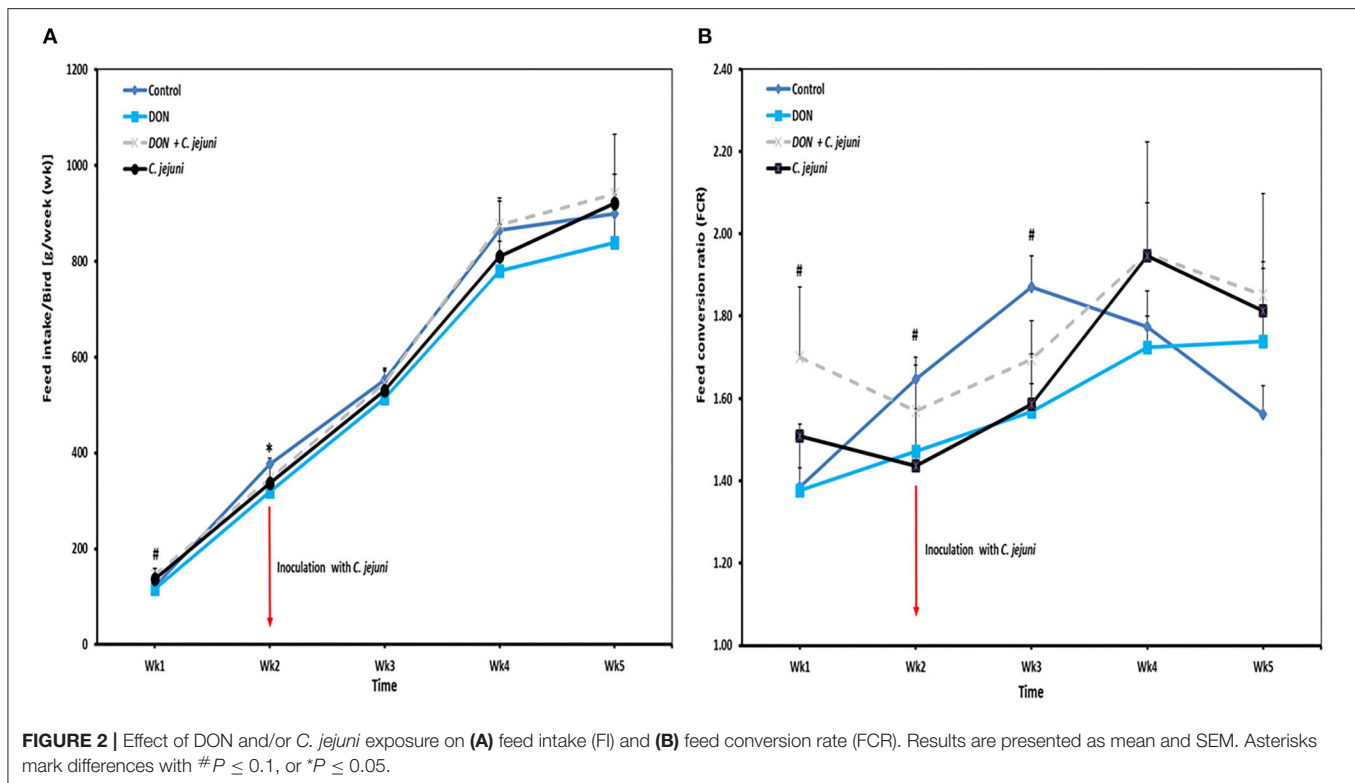 A
1200
1000
800
600
400
200
0
Feed intake/Bird [g/week (wk)]
Control
DON
DON + C. jejuni
C. jejuni
#
*
*
Inoculation with C. jejuni
Wk1 Wk2 Wk3 Wk4 Wk5
Time
B
2.40
2.20
2.00
1.80
1.60
1.40
1.20
1.00
Feed conversion ratio (FCR)
Control
DON
DON + C. jejuni
C. jejuni
#
#
#
Inoculation with C. jejuni
Wk1 Wk2 Wk3 Wk4 Wk5
Time
FIGURE 2 | Effect of DON and/or C. jejuni exposure on (A) feed intake (FI) and (B) feed conversion rate (FCR). Results are presented as mean and SEM. Asterisks
mark differences with #P ≤ 0.1, or *P ≤ 0.05.